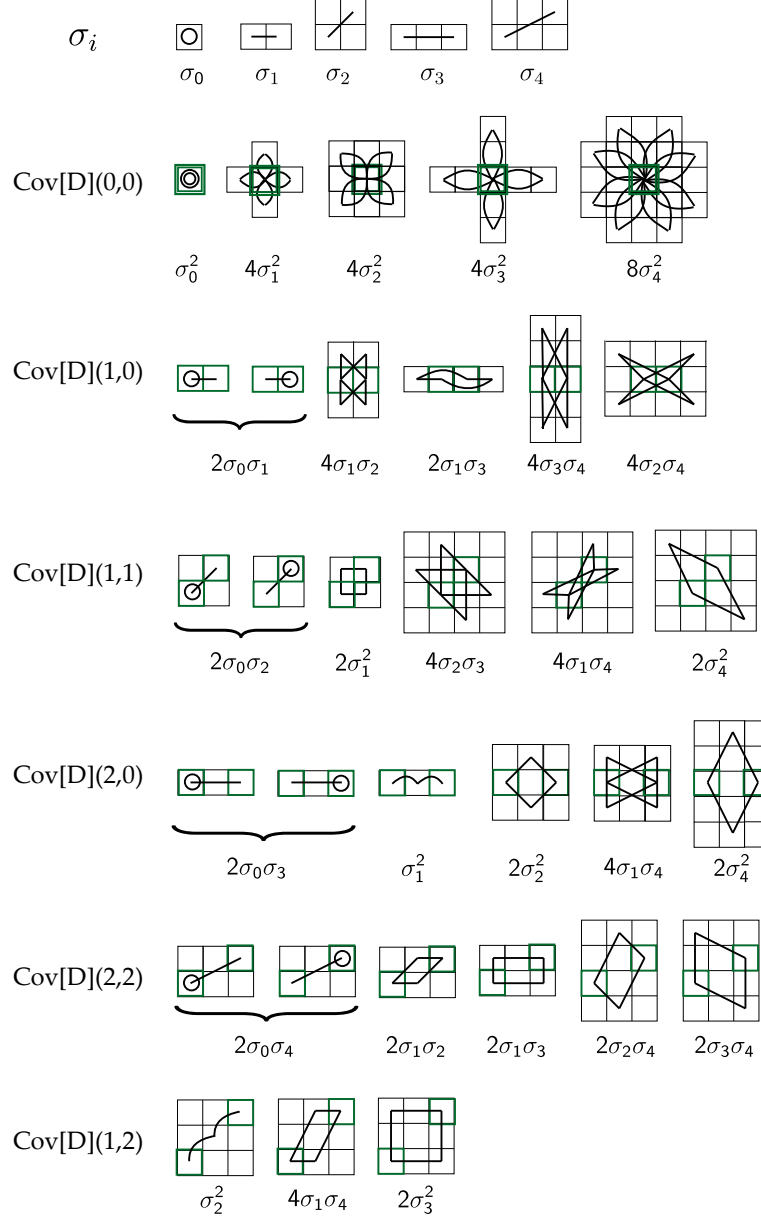 σᵢ
σ₀ σ₁ σ₂ σ₃ σ₄
Cov[D](0,0)
σ₀² 4σ₁² 4σ₂² 4σ₃² 8σ₄²
Cov[D](1,0)
2σ₀σ₁ 4σ₁σ₂ 2σ₁σ₃ 4σ₃σ₄ 4σ₂σ₄
Cov[D](1,1)
2σ₀σ₂ 2σ₁² 4σ₂σ₃ 4σ₁σ₄ 2σ₄²
Cov[D](2,0)
2σ₀σ₃ σ₁² 2σ₂² 4σ₁σ₄ 2σ₄²
Cov[D](2,2)
2σ₀σ₄ 2σ₁σ₂ 2σ₁σ₃ 2σ₂σ₄ 2σ₃σ₄
Cov[D](1,2)
σ₂² 4σ₁σ₄ 2σ₃²